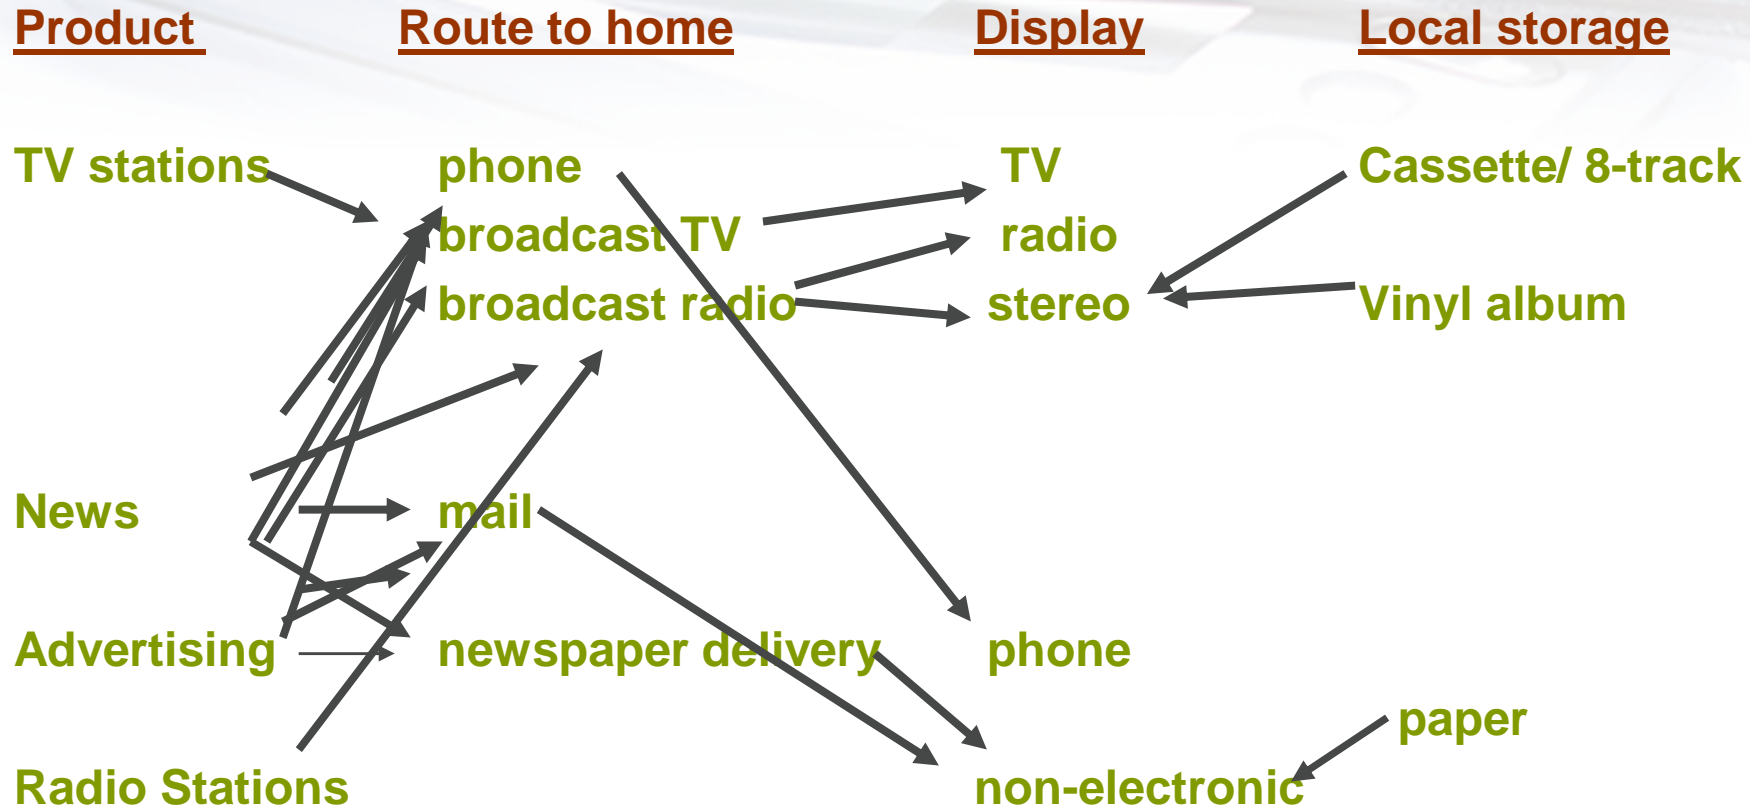 Product Route to home Display Local storage
TV stations phone TV Cassette/ 8-track
broadcast TV radio
broadcast radio stereo Vinyl album
News mail
Advertising newspaper delivery phone
paper
Radio Stations non-electronic